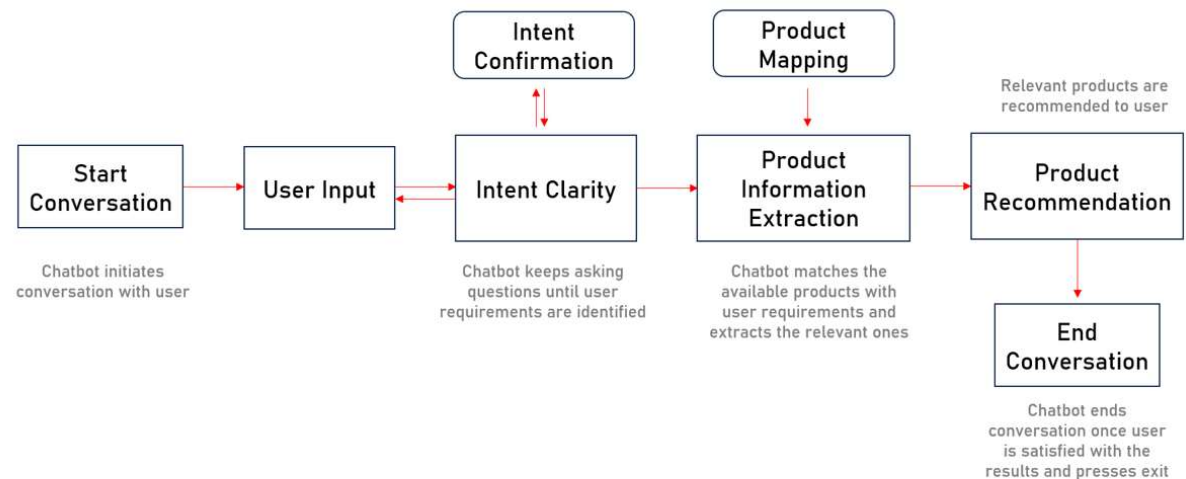 Intent
Confirmation
Product
Mapping
Relevant products are
recommended to user
Start
Conversation
User Input
Intent Clarity
Product
Information
Extraction
Product
Recommendation
Chatbot initiates
conversation with user
Chatbot keeps asking
questions until user
requirements are identified
Chatbot matches the
available products with
user requirements and
extracts the relevant ones
End
Conversation
Chatbot ends
conversation once user
is satisfied with the
results and presses exit